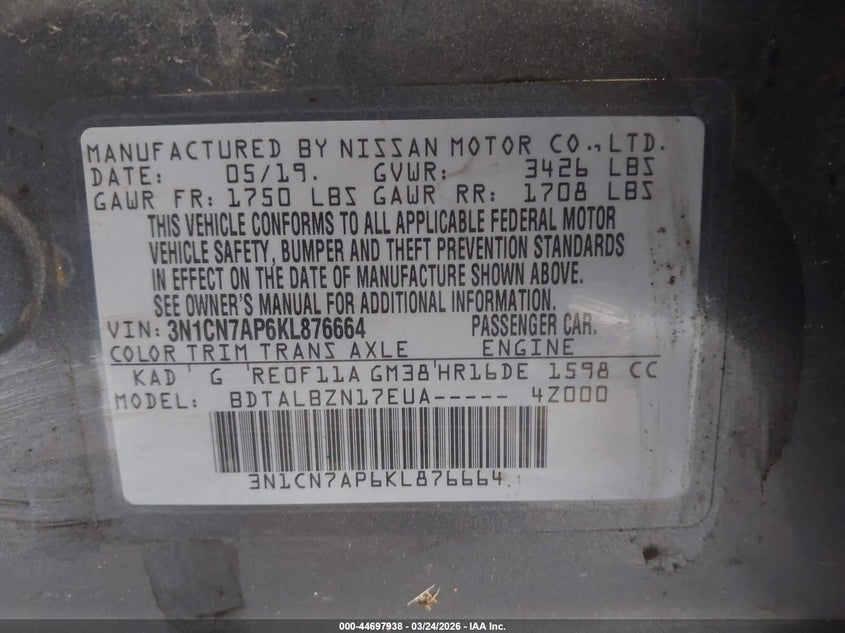 MANUFACTURED BY NISSAN MOTOR CO., LTD.
DATE: 05/19. GVWR: 3426 LBS
GAWR FR: 1750 LBS GAWR RR: 1708 LBS
THIS VEHICLE CONFORMS TO ALL APPLICABLE FEDERAL MOTOR
VEHICLE SAFETY, BUMPER AND THEFT PREVENTION STANDARDS
IN EFFECT ON THE DATE OF MANUFACTURE SHOWN ABOVE.
SEE OWNER'S MANUAL FOR ADDITIONAL INFORMATION
VIN: 3N1CN7AP6KL876664 PASSENGER CAR.
COLOR TRIM TRANS AXLE ENGINE
KAD G RE0F11A GM38 HR16DE 1598 CC
MODEL: BDTALBZN17EUA----- 4Z000
3N1CN7AP6KL876664
000-44697938 - 03/24/2026 - IAA Inc.